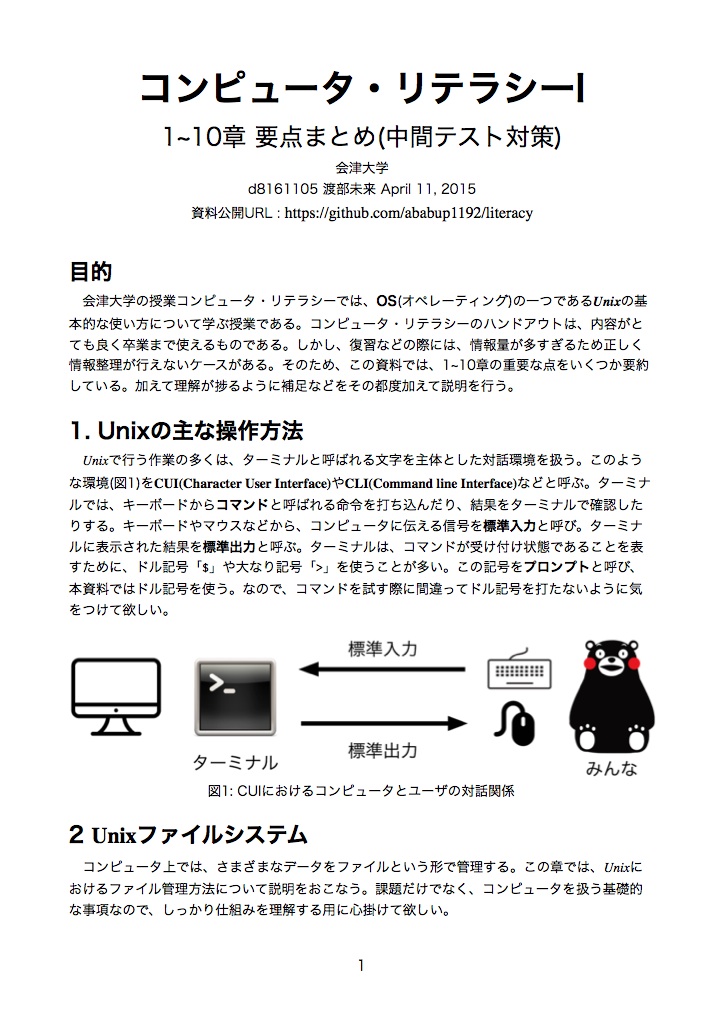 コンピュータ・リテラシーI
1~10章 要点まとめ(中間テスト対策)
会津大学
d8161105 渡部未来 April 11, 2015
資料公開URL : https://github.com/ababup1192/literacy
目的
会津大学の授業コンピュータ・リテラシーでは、OS(オペレーティング)の一つであるUnixの基
本的な使い方について学ぶ授業である。コンピュータ・リテラシーのハンドアウトは、内容がと
ても良く卒業まで使えるものである。しかし、復習などの際には、情報量が多すぎるため正しく
情報整理が行えないケースがある。そのため、この資料では、1~10章の重要な点をいくつか要約
している。加えて理解が捗るように補足などをその都度加えて説明を行う。
1. Unixの主な操作方法
Unixで行う作業の多くは、ターミナルと呼ばれる文字を主体とした対話環境を扱う。このよう
な環境(図1)をCUI(Character User Interface)やCLI(Command line Interface)などと呼ぶ。ターミナ
ルでは、キーボードからコマンドと呼ばれる命令を打ち込んだり、結果をターミナルで確認した
りする。キーボードやマウスなどから、コンピュータに伝える信号を標準入力と呼び。ターミナ
ルに表示された結果を標準出力と呼ぶ。ターミナルは、コマンドが受け付け状態であることを表
すために、ドル記号「$」や大なり記号「>」を使うことが多い。この記号をプロンプトと呼び、
本資料ではドル記号を使う。なので、コマンドを試す際に間違ってドル記号を打たないように気
をつけて欲しい。
標準入力
>_
標準出力
ターミナル
みんな
図1: CUIにおけるコンピュータとユーザの対話関係
2 Unixファイルシステム
コンピュータ上では、さまざまなデータをファイルという形で管理する。この章では、Unixに
おけるファイル管理方法について説明をおこなう。課題だけでなく、コンピュータを扱う基礎的
な事項なので、しっかり仕組みを理解する用に心掛けて欲しい。
1